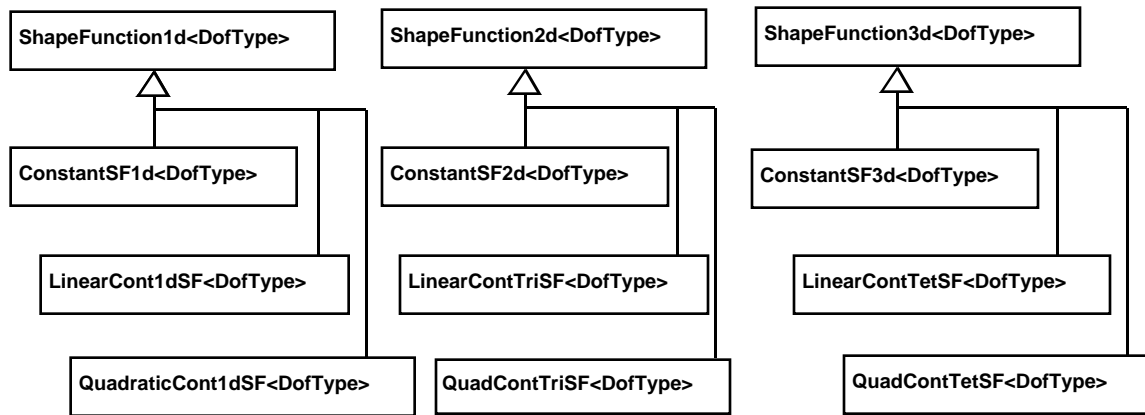 ShapeFunction1d<DofType>
ShapeFunction2d<DofType>
ShapeFunction3d<DofType>
ConstantSF1d<DofType>
ConstantSF2d<DofType>
ConstantSF3d<DofType>
LinearCont1dSF<DofType>
LinearContTriSF<DofType>
LinearContTetSF<DofType>
QuadraticCont1dSF<DofType>
QuadContTriSF<DofType>
QuadContTetSF<DofType>